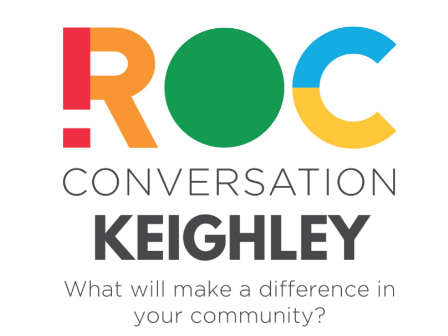 ROC
CONVERSATION
KEIGHLEY
What will make a difference in
your community?